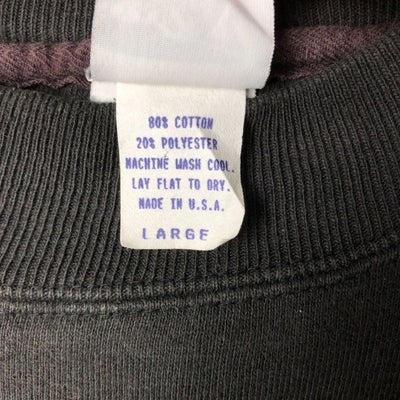 80% COTTON
20% POLYESTER
MACHINE WASH COOL.
LAY FLAT TO DRY.
MADE IN U.S.A.
LARGE